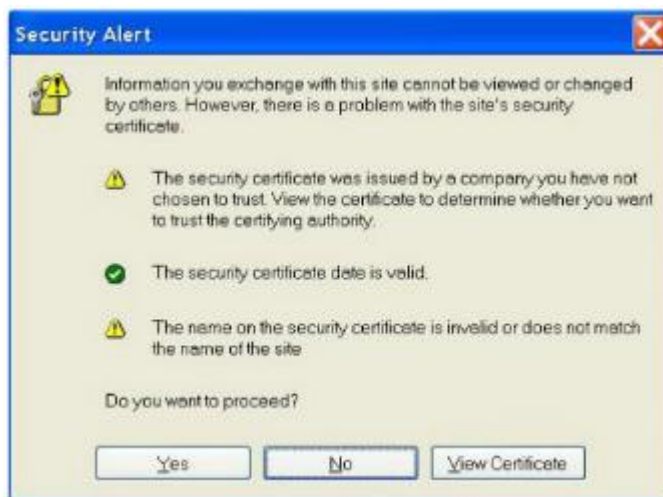 Security Alert
Information you exchange with this site cannot be viewed or changed
by others. However, there is a problem with the site's security
certificate.
The security certificate was issued by a company you have not
chosen to trust. View the certificate to determine whether you want
to trust the certifying authority.
The security certificate date is valid.
The name on the security certificate is invalid or does not match
the name of the site
Do you want to proceed?
Yes No View Certificate